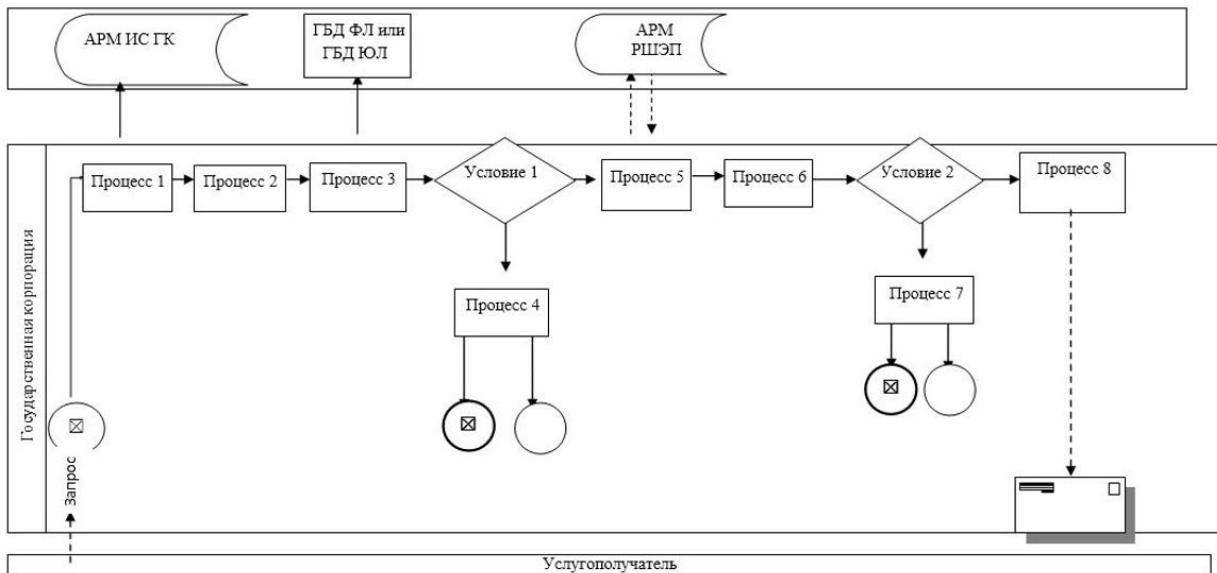 АРМ ИС ГК
ГБД ФЛ или
ГБД ЮЛ
АРМ
РШЭП
Государственная корпорация
Процесс 1
Процесс 2
Процесс 3
Условие 1
Процесс 5
Процесс 6
Условие 2
Процесс 8
Процесс 4
Процесс 7
Запрос
Услугополучатель